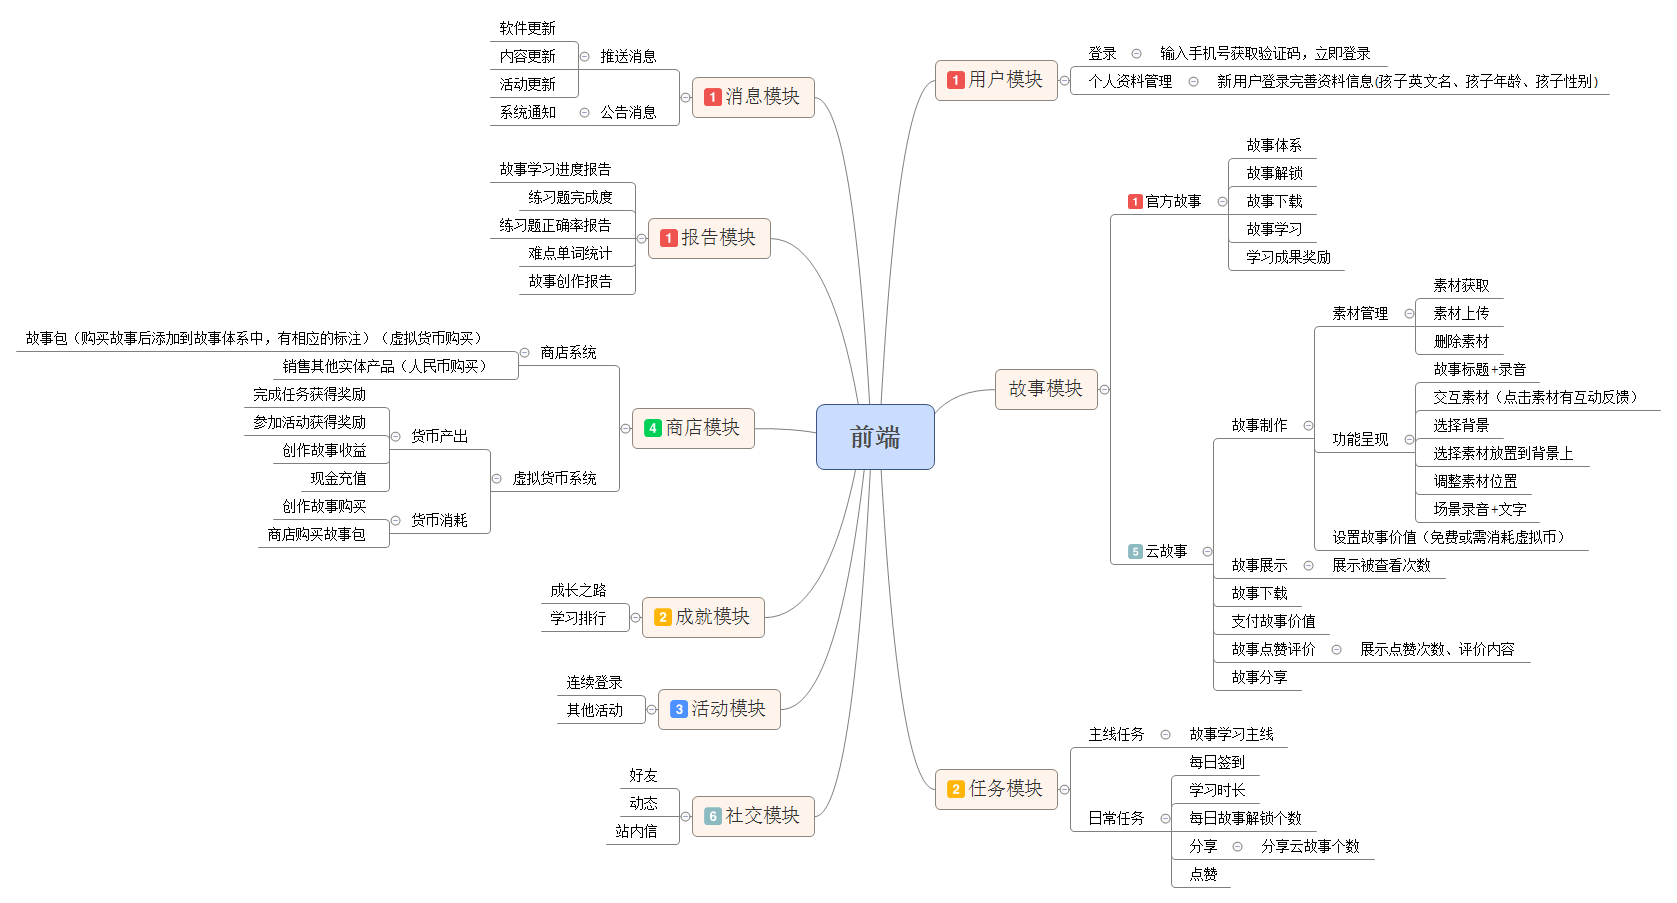 前端
1 用户模块
登录
输入手机号获取验证码，立即登录
个人资料管理
新用户登录完善资料信息(孩子英文名、孩子年龄、孩子性别)
故事模块
1 官方故事
故事体系
故事解锁
故事下载
故事学习
学习成果奖励
5 云故事
故事制作
素材管理
素材获取
素材上传
删除素材
功能呈现
故事标题+录音
交互素材（点击素材有互动反馈）
选择背景
选择素材放置到背景上
调整素材位置
场景录音+文字
设置故事价值（免费或需消耗虚拟币）
故事展示
展示被查看次数
故事下载
支付故事价值
故事点赞评价
展示点赞次数、评价内容
故事分享
2 任务模块
主线任务
故事学习主线
日常任务
每日签到
学习时长
每日故事解锁个数
分享
分享云故事个数
点赞
1 消息模块
推送消息
软件更新
内容更新
活动更新
公告消息
系统通知
1 报告模块
故事学习进度报告
练习题完成度
练习题正确率报告
难点单词统计
故事创作报告
4 商店模块
商店系统
故事包（购买故事后添加到故事体系中，有相应的标注）（虚拟货币购买）
销售其他实体产品（人民币购买）
虚拟货币系统
货币产出
完成任务获得奖励
参加活动获得奖励
创作故事收益
现金充值
货币消耗
创作故事购买
商店购买故事包
2 成就模块
成长之路
学习排行
3 活动模块
连续登录
其他活动
6 社交模块
好友
动态
站内信